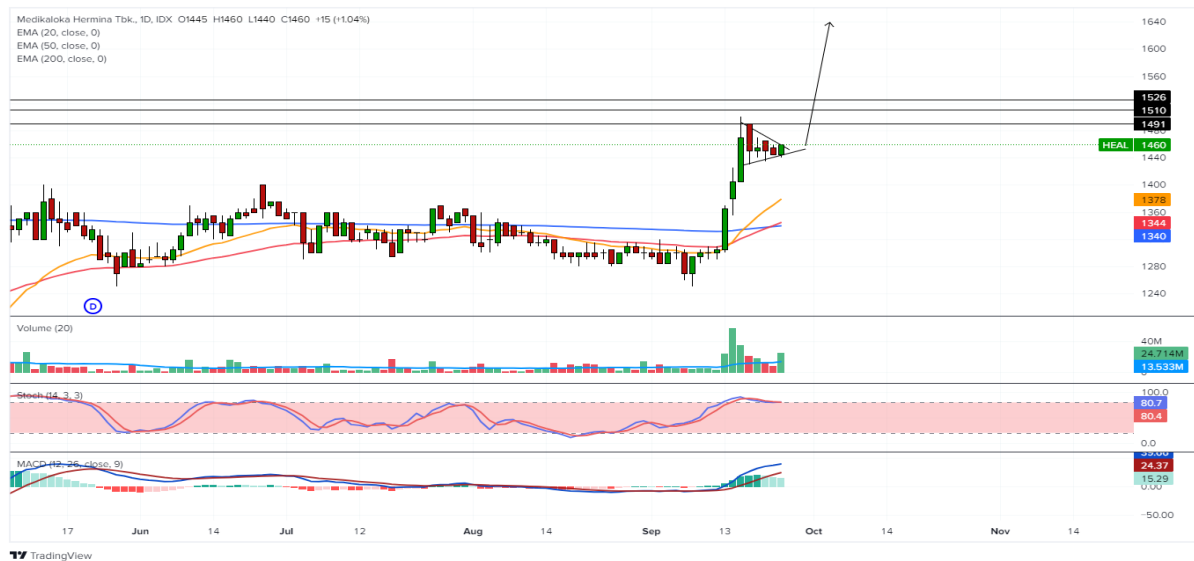 Medikaloka Hermina Tbk., 1D, IDX O1445 H1460 L1440 C1460 +15 (+1.04%)
EMA (20, close, 0)
EMA (50, close, 0)
EMA (200, close, 0)
1640
1600
1560
1526
1510
1491
HEAL 1460
1440
1400
1378
1360
1344
1340
1280
1240
D
Volume (20)
40M
24.714M
13.533M
Stoch (14, 3, 3)
100.0
80.7
80.4
0.0
MACD (12, 26, close, 9)
24.37
15.29
0.00
−50.00
17 Jun 14 Jul 14 Aug 14 Sep 13 Oct 14 Nov 14
TradingView